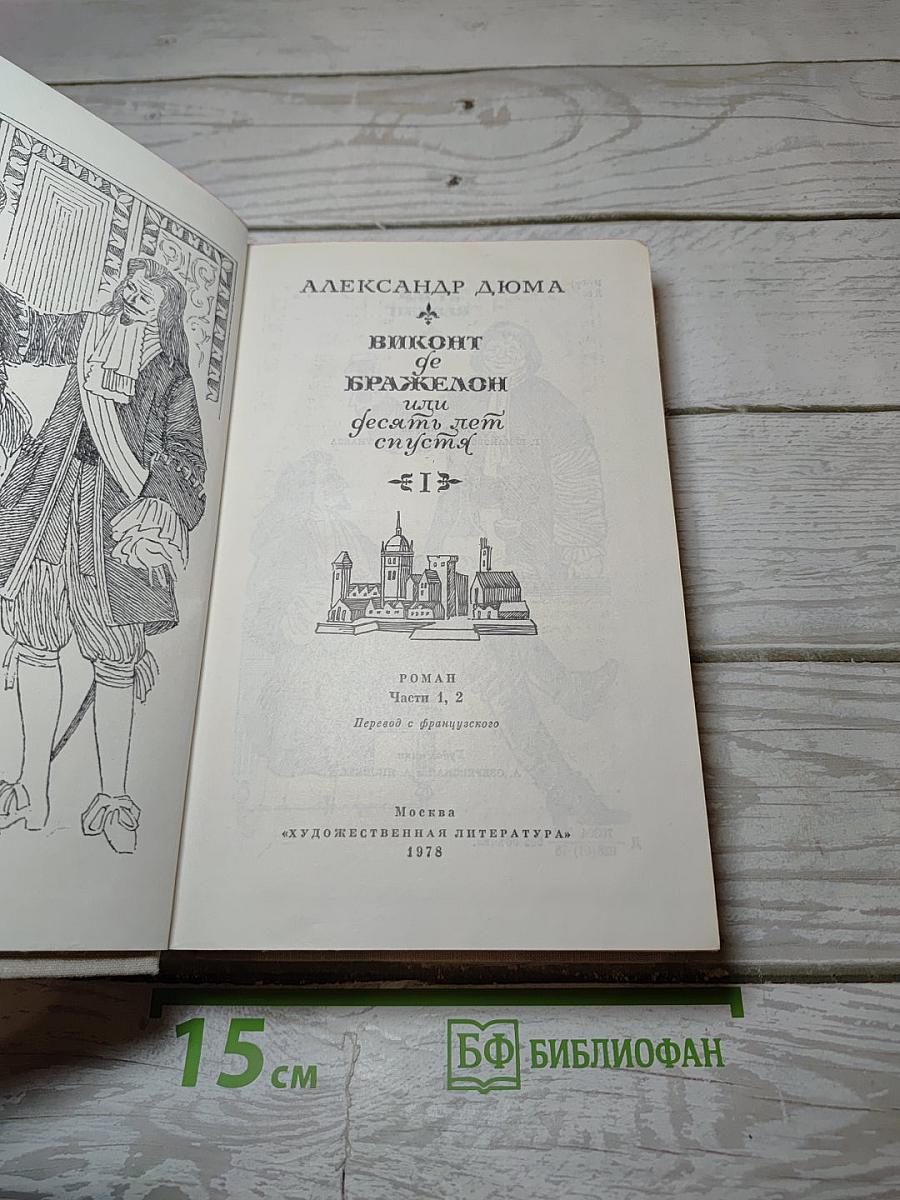 АЛЕКСАНДР ДЮМА
ВИКОНТ
де
БРАЖЕЛОН
или
десять лет
спустя
I
РОМАН
Части 1, 2
Перевод с французского
Москва
«ХУДОЖЕСТВЕННАЯ ЛИТЕРАТУРА»
1978
15 см
БФ БИБЛИОФАН